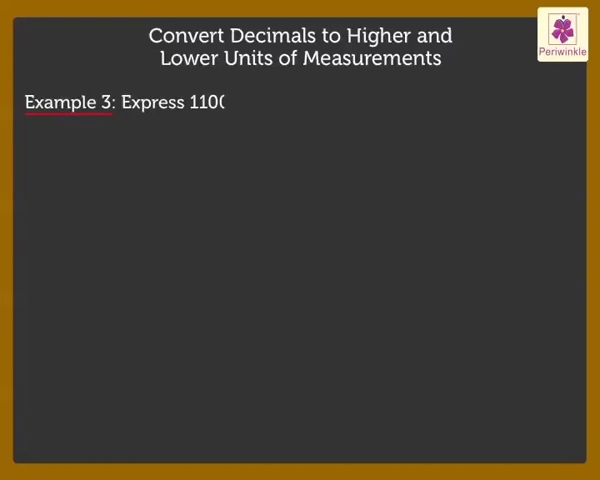 Convert Decimals to Higher and
Lower Units of Measurements
Periwinkle
Example 3: Express 110